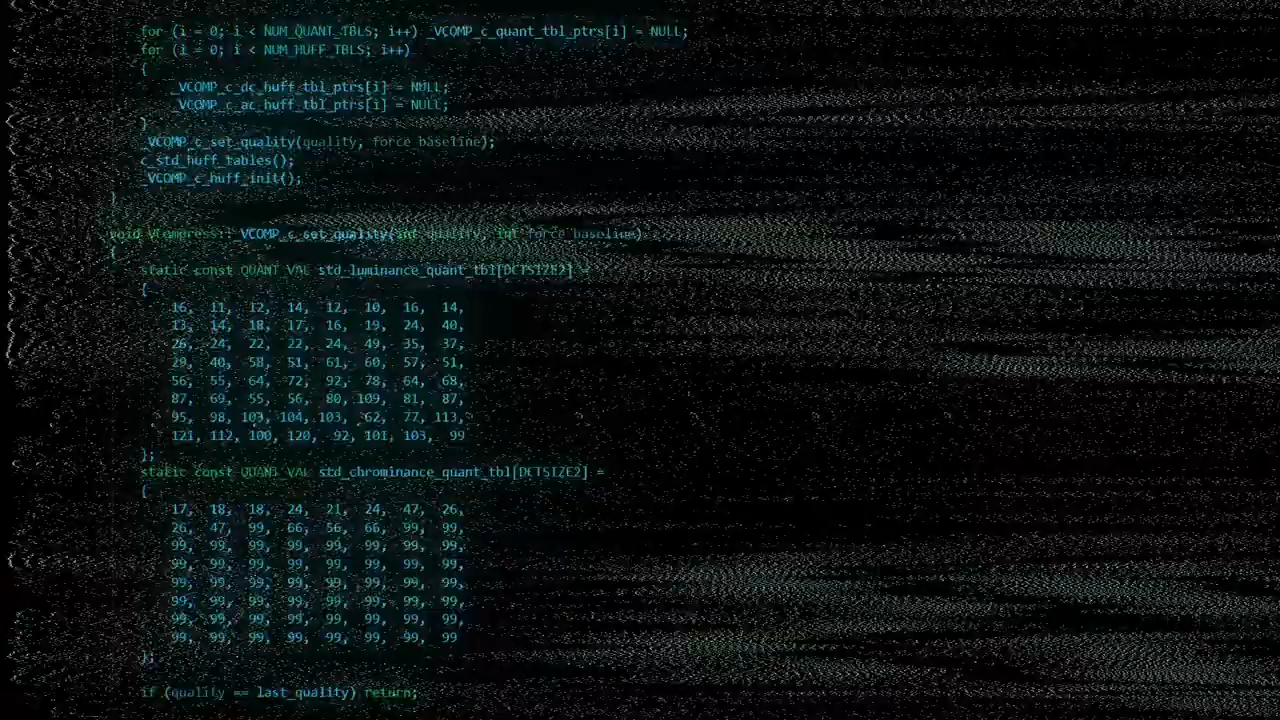 for (i = 0; i < NUM_QUANT_TBLS; i++) _VCOMP_c_quant_tbl_ptrs[i] = NULL;
for (i = 0; i < NUM_HUFF_TBLS; i++)
{
_VCOMP_c_dc_huff_tbl_ptrs[i] = NULL;
_VCOMP_c_ac_huff_tbl_ptrs[i] = NULL;
}
_VCOMP_c_set_quality(quality, force_baseline);
c_std_huff_tables();
_VCOMP_c_huff_init();
}
void VCompress::_VCOMP_c_set_quality(int quality, int force_baseline)
{
static const QUANT_VAL std_luminance_quant_tbl[DCTSIZE2] =
{
16, 11, 12, 14, 12, 10, 16, 14,
13, 14, 18, 17, 16, 19, 24, 40,
26, 24, 22, 22, 24, 49, 35, 37,
29, 40, 58, 51, 61, 60, 57, 51,
56, 55, 64, 72, 92, 78, 64, 68,
87, 69, 55, 56, 80, 109, 81, 87,
95, 98, 103, 104, 103, 62, 77, 113,
121, 112, 100, 120, 92, 101, 103, 99
};
static const QUANT_VAL std_chrominance_quant_tbl[DCTSIZE2] =
{
17, 18, 18, 24, 21, 24, 47, 26,
26, 47, 99, 66, 56, 66, 99, 99,
99, 99, 99, 99, 99, 99, 99, 99,
99, 99, 99, 99, 99, 99, 99, 99,
99, 99, 99, 99, 99, 99, 99, 99,
99, 99, 99, 99, 99, 99, 99, 99,
99, 99, 99, 99, 99, 99, 99, 99,
99, 99, 99, 99, 99, 99, 99, 99
};
if (quality == last_quality) return;